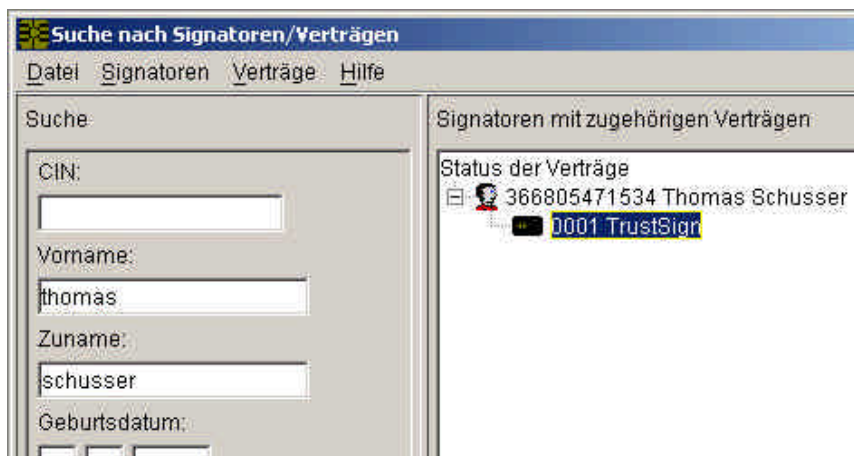 Suche nach Signatoren/Verträgen
Datei Signatoren Verträge Hilfe
Suche
CIN:
Vorname:
thomas
Zuname:
schusser
Geburtsdatum:
Signatoren mit zugehörigen Verträgen
Status der Verträge
366805471534 Thomas Schusser
0001 TrustSign